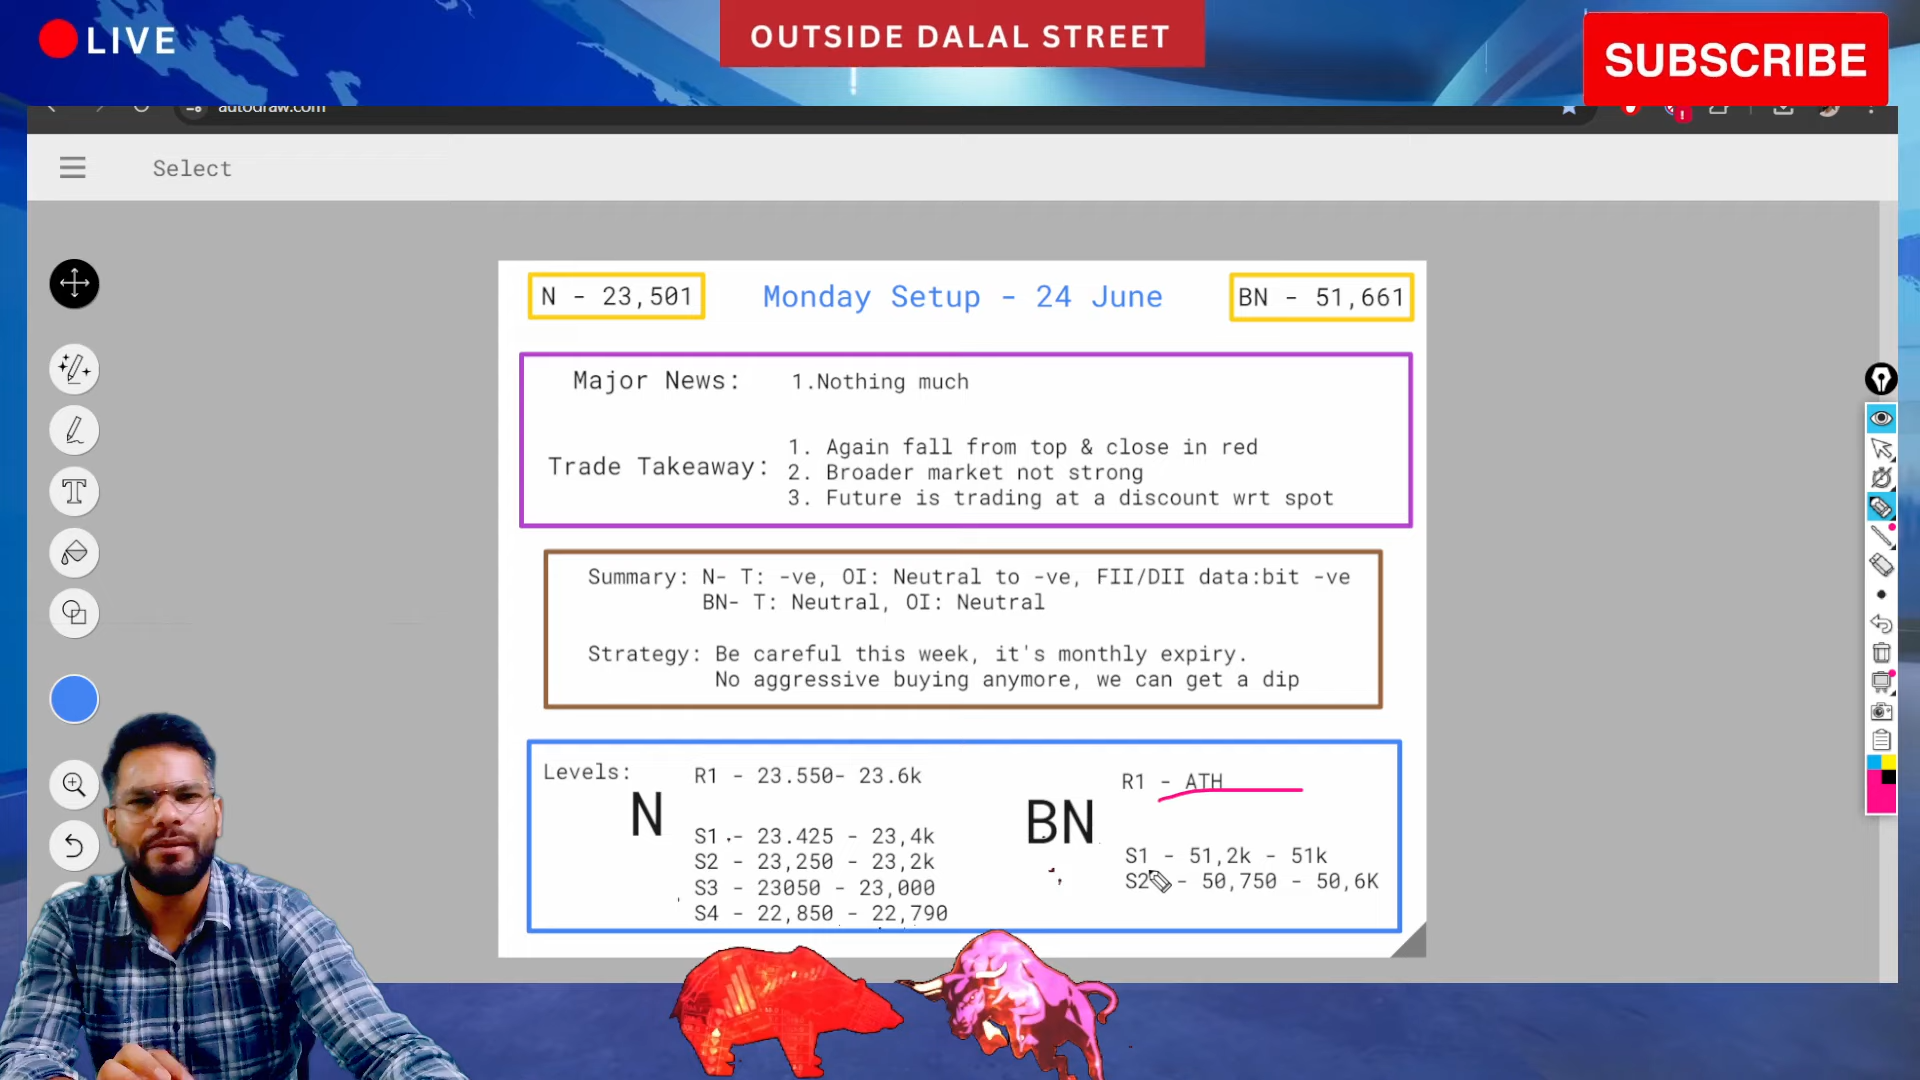 LIVE
OUTSIDE DALAL STREET
SUBSCRIBE
autodraw.com
Select
N - 23,501
Monday Setup - 24 June
BN - 51,661
Major News: 1.Nothing much
Trade Takeaway:
1. Again fall from top & close in red
2. Broader market not strong
3. Future is trading at a discount wrt spot
Summary: N- T: -ve, OI: Neutral to -ve, FII/DII data:bit -ve
BN- T: Neutral, OI: Neutral
Strategy: Be careful this week, it's monthly expiry.
No aggressive buying anymore, we can get a dip
Levels:
N
R1 - 23.550- 23.6k
S1 - 23.425 - 23,4k
S2 - 23,250 - 23,2k
S3 - 23050 - 23,000
S4 - 22,850 - 22,790
BN
R1 - ATH
S1 - 51,2k - 51k
S2 - 50,750 - 50,6K